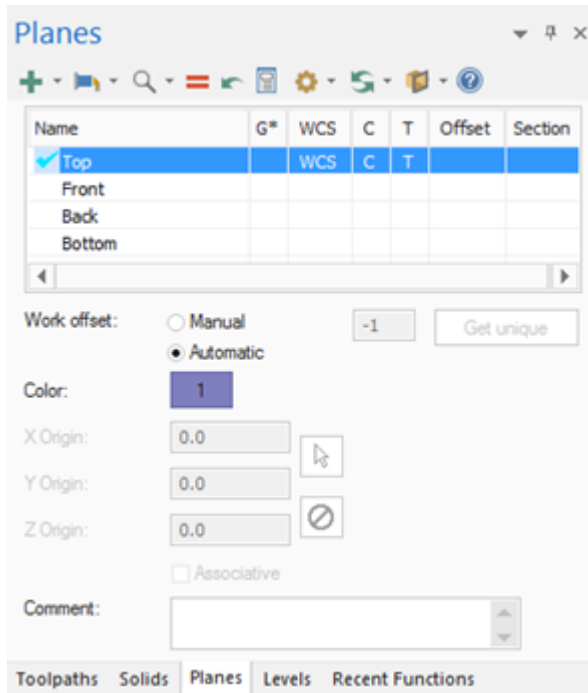 Planes
Name G* WCS C T Offset Section
Top WCS C T
Front
Back
Bottom
Work offset: Manual -1 Get unique
Automatic
Color: 1
X Origin: 0.0
Y Origin: 0.0
Z Origin: 0.0
Associative
Comment:
Toolpaths Solids Planes Levels Recent Functions